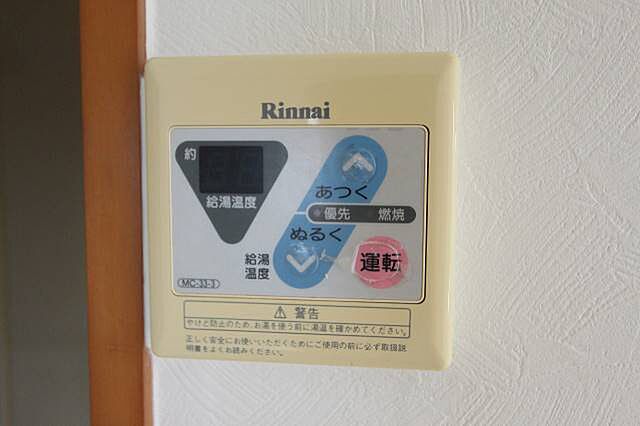 Rinnai
約
給湯温度
あつく
優先 燃焼
ぬるく
給湯
温度
運転
MC-33-3
⚠ 警告
やけど防止のため、お湯を使う前に湯温を確かめてください。
正しく安全にお使いいただくためにご使用の前に必ず取扱説
明書をよくお読みください。